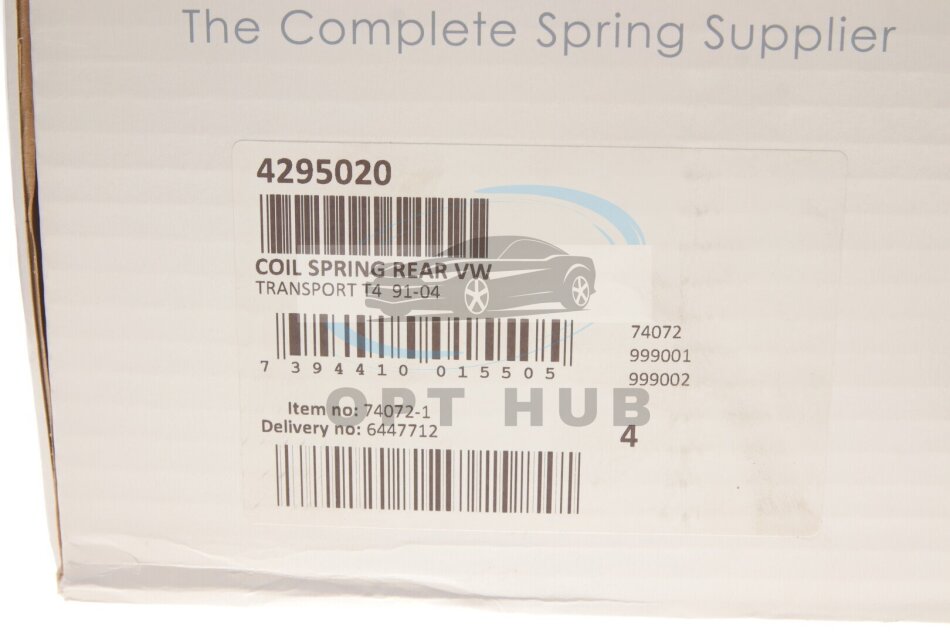 The Complete Spring Supplier
4295020
COIL SPRING REAR VW
TRANSPORT T4 91-04
7 394410 015505
74072
999001
999002
OPT HUB
Item no: 74072-1
Delivery no: 6447712
4